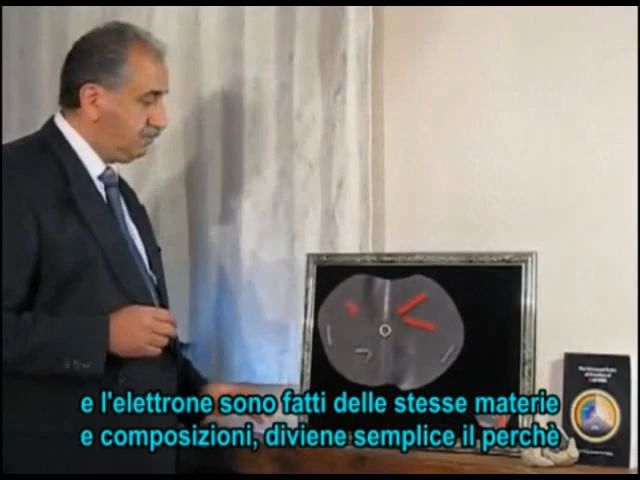 e l'elettrone sono fatti delle stesse materie
e composizioni, diviene semplice il perchè